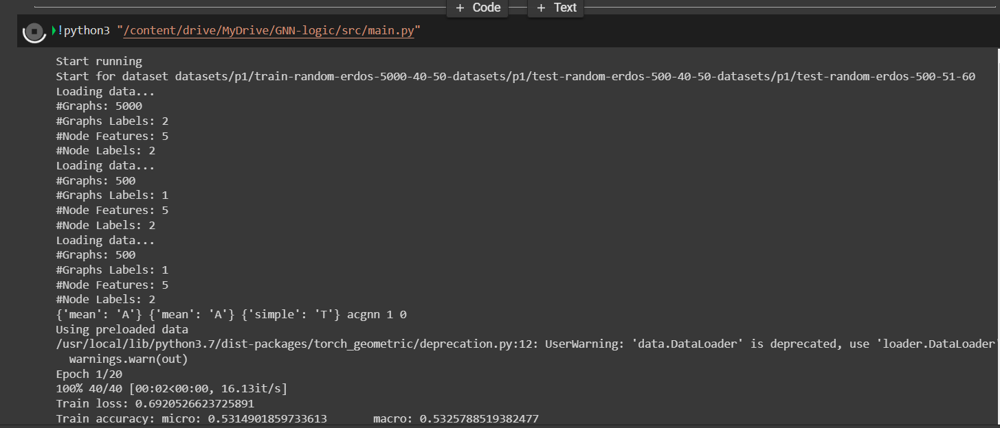 + Code + Text
!python3 "/content/drive/MyDrive/GNN-logic/src/main.py"
Start running
Start for dataset datasets/p1/train-random-erdos-5000-40-50-datasets/p1/test-random-erdos-500-40-50-datasets/p1/test-random-erdos-500-51-60
Loading data...
#Graphs: 5000
#Graphs Labels: 2
#Node Features: 5
#Node Labels: 2
Loading data...
#Graphs: 500
#Graphs Labels: 1
#Node Features: 5
#Node Labels: 2
Loading data...
#Graphs: 500
#Graphs Labels: 1
#Node Features: 5
#Node Labels: 2
{'mean': 'A'} {'mean': 'A'} {'simple': 'T'} acgnn 1 0
Using preloaded data
/usr/local/lib/python3.7/dist-packages/torch_geometric/deprecation.py:12: UserWarning: 'data.DataLoader' is deprecated, use 'loader.DataLoader'
warnings.warn(out)
Epoch 1/20
100% 40/40 [00:02<00:00, 16.13it/s]
Train loss: 0.6920526623725891
Train accuracy: micro: 0.5314901859733613 macro: 0.5325788519382477